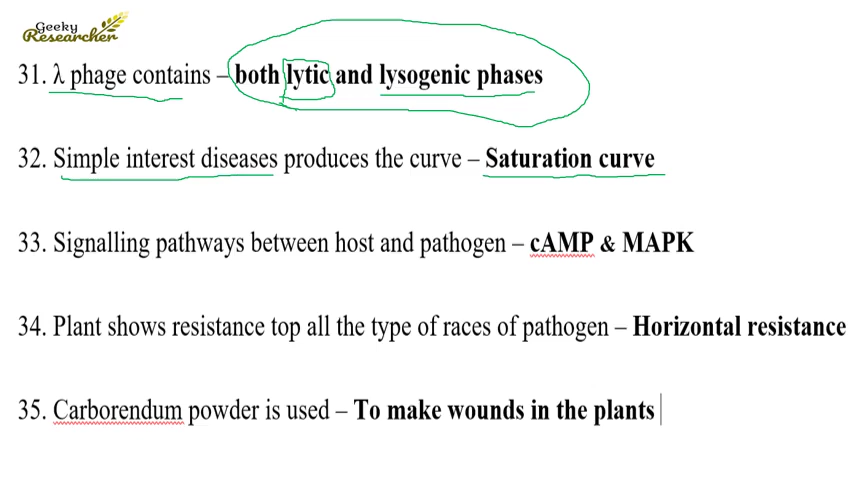 Geeky
Researcher
31. λ phage contains – both lytic and lysogenic phases
32. Simple interest diseases produces the curve – Saturation curve
33. Signalling pathways between host and pathogen – cAMP & MAPK
34. Plant shows resistance top all the type of races of pathogen – Horizontal resistance
35. Carborendum powder is used – To make wounds in the plants